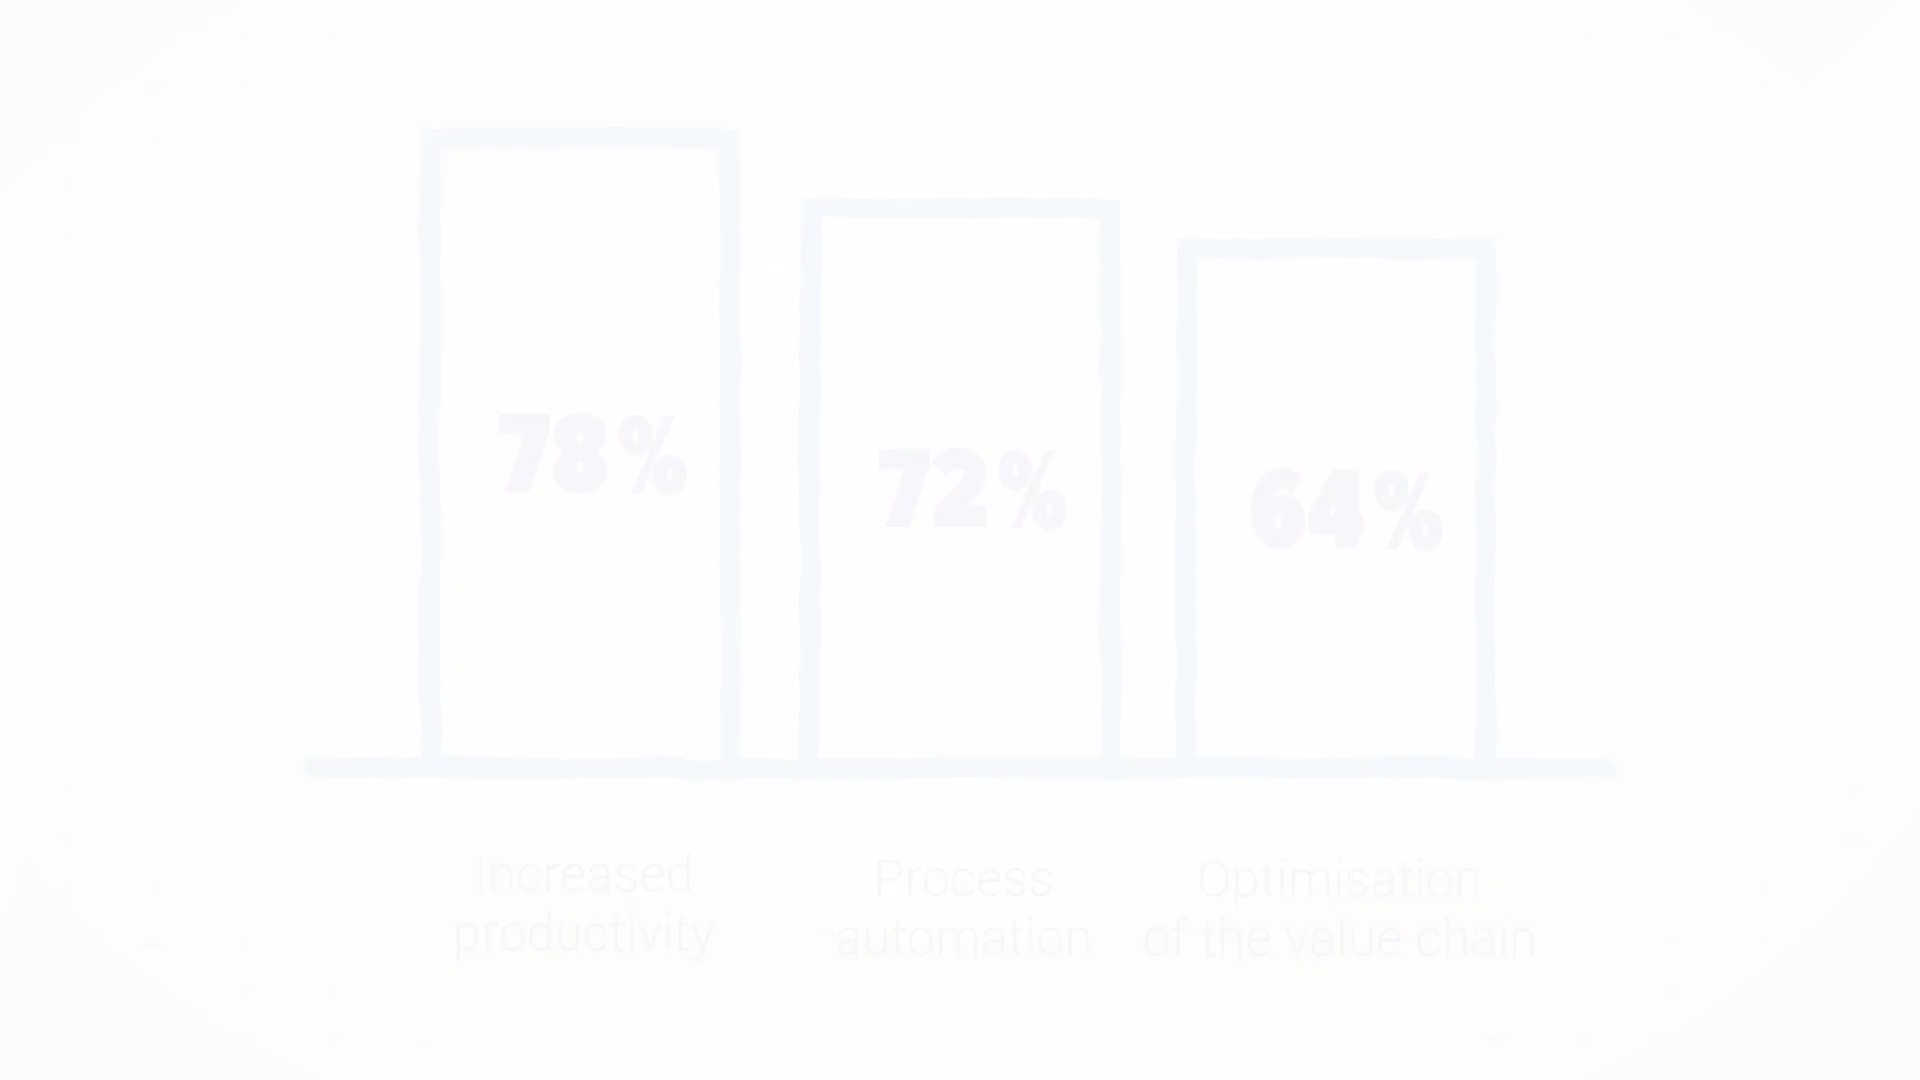 78%
72%
64%
Increased
productivity
Process
automation
Optimisation
of the value chain